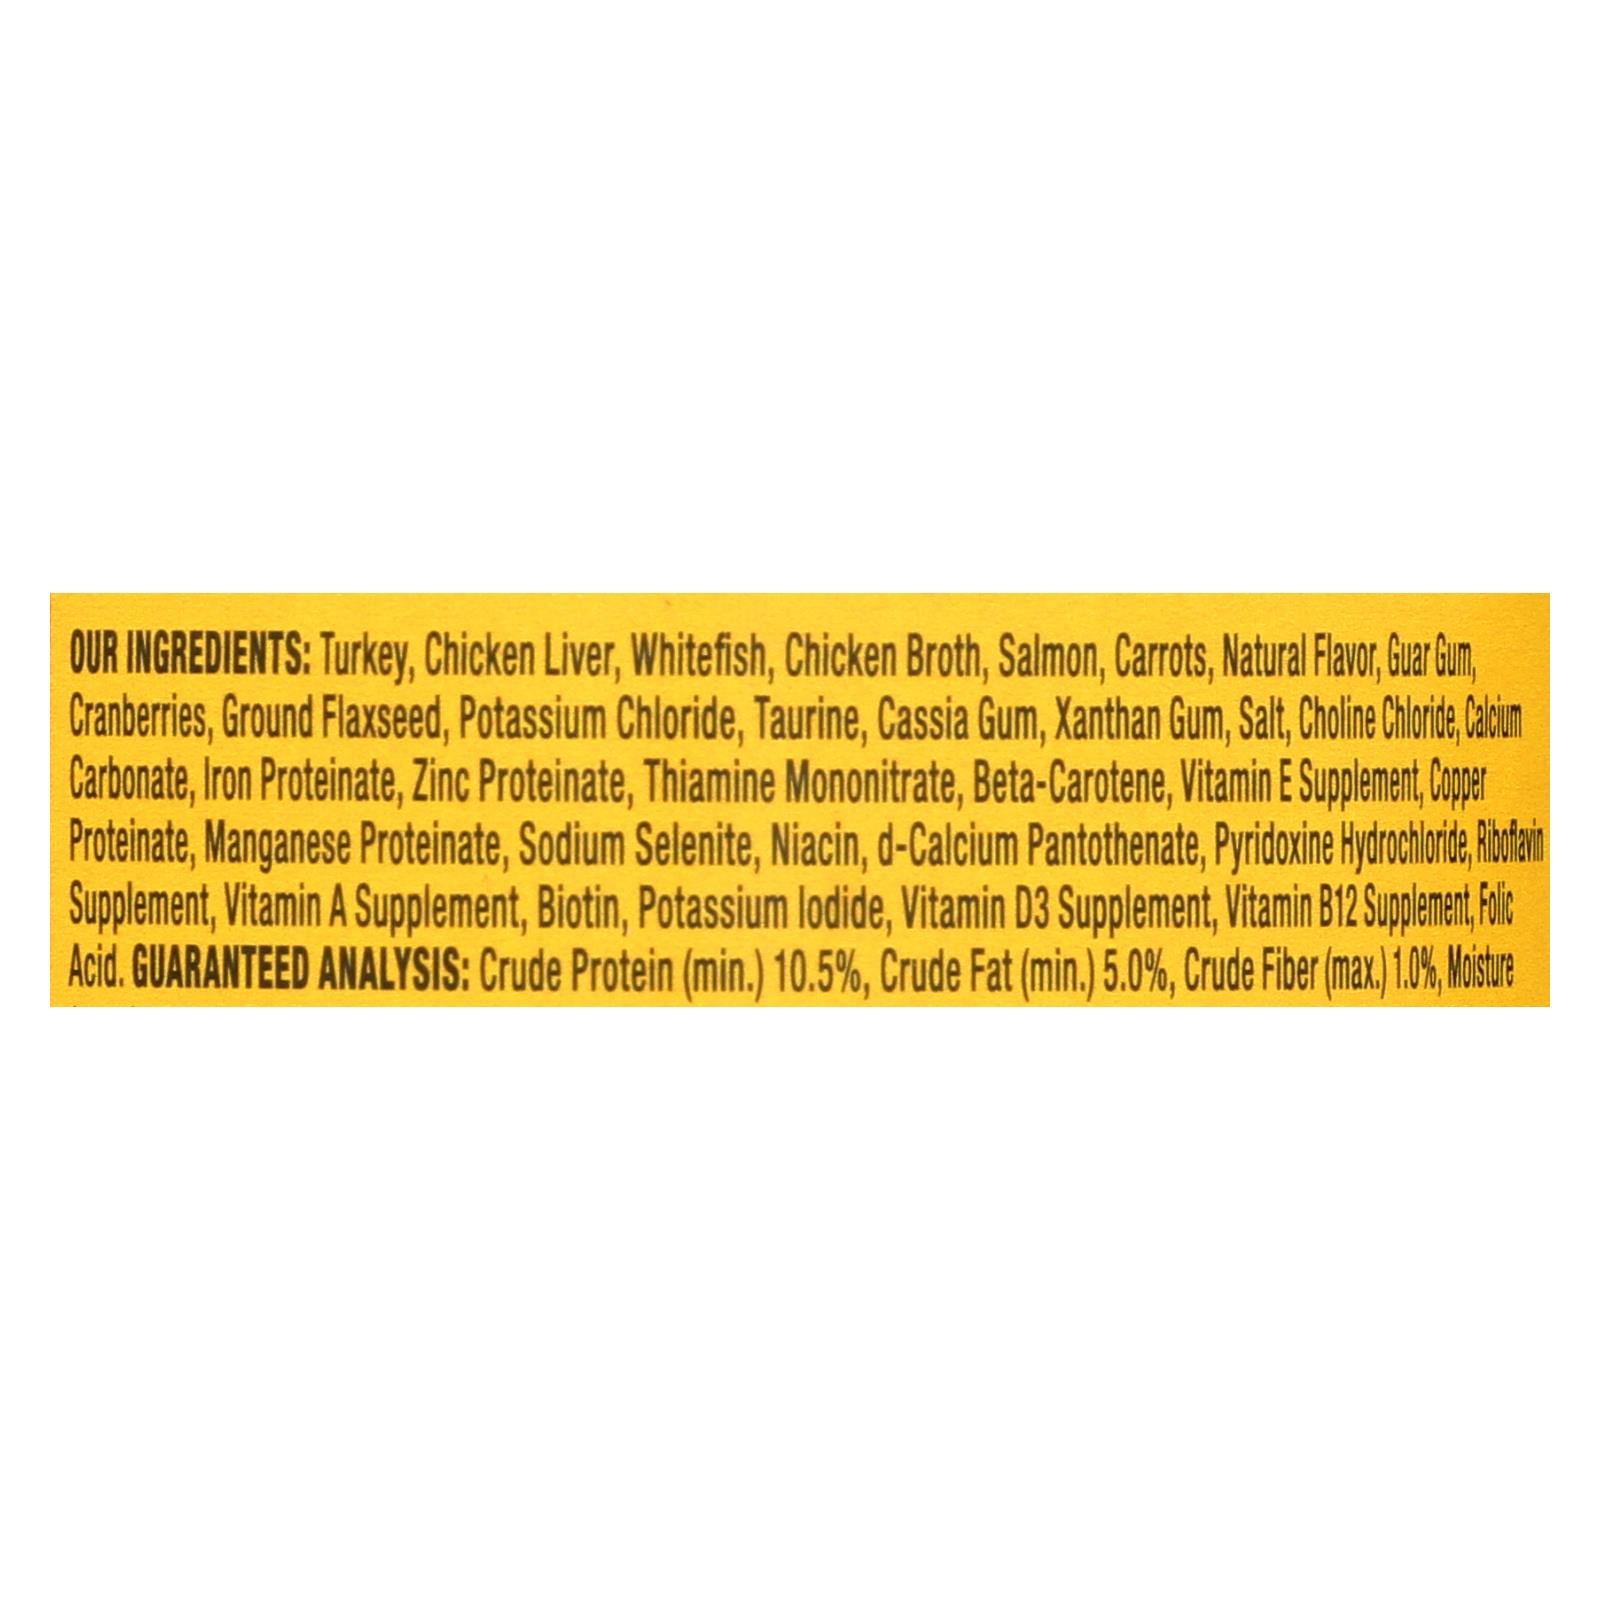 OUR INGREDIENTS: Turkey, Chicken Liver, Whitefish, Chicken Broth, Salmon, Carrots, Natural Flavor, Guar Gum,
Cranberries, Ground Flaxseed, Potassium Chloride, Taurine, Cassia Gum, Xanthan Gum, Salt, Choline Chloride, Calcium
Carbonate, Iron Proteinate, Zinc Proteinate, Thiamine Mononitrate, Beta-Carotene, Vitamin E Supplement, Copper
Proteinate, Manganese Proteinate, Sodium Selenite, Niacin, d-Calcium Pantothenate, Pyridoxine Hydrochloride, Riboflavin
Supplement, Vitamin A Supplement, Biotin, Potassium Iodide, Vitamin D3 Supplement, Vitamin B12 Supplement, Folic
Acid. GUARANTEED ANALYSIS: Crude Protein (min.) 10.5%, Crude Fat (min.) 5.0%, Crude Fiber (max.) 1.0%, Moisture